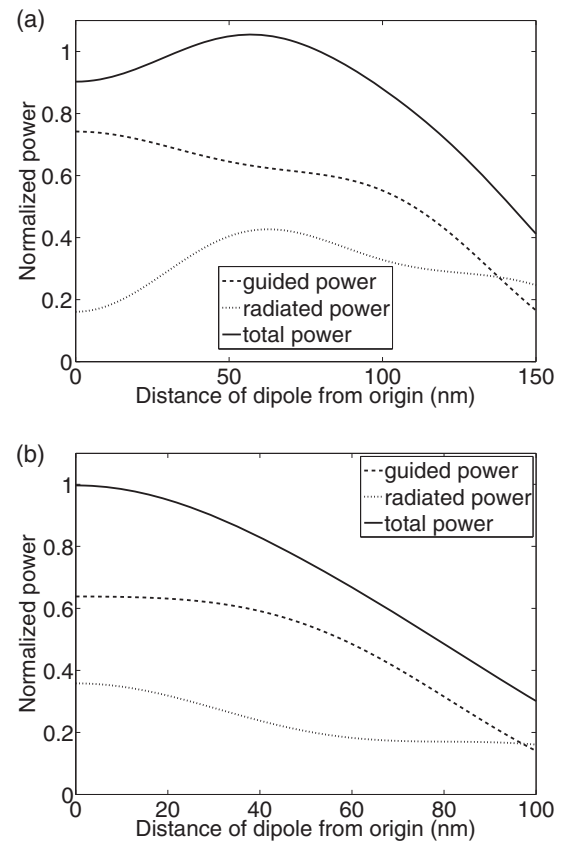 (a)
1
0.8
0.6
0.4
0.2
0
Normalized power
guided power
radiated power
total power
0 50 100 150
Distance of dipole from origin (nm)
(b)
1
0.8
0.6
0.4
0.2
0
Normalized power
guided power
radiated power
total power
0 20 40 60 80 100
Distance of dipole from origin (nm)